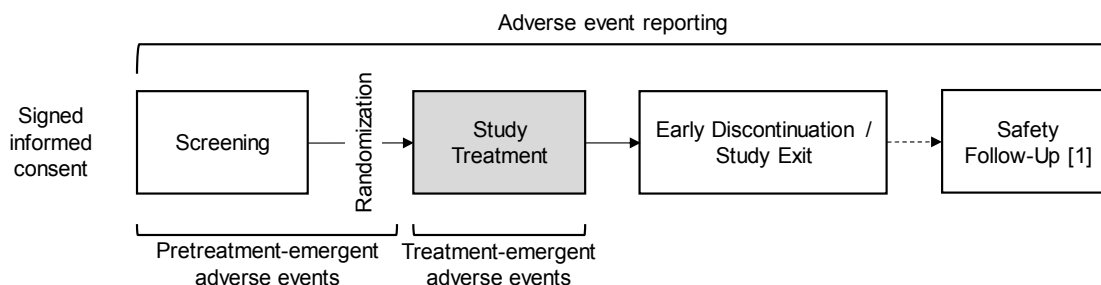 Adverse event reporting
Signed
informed
consent
Screening
Randomization
Study
Treatment
Early Discontinuation /
Study Exit
Safety
Follow-Up [1]
Pretreatment-emergent
adverse events
Treatment-emergent
adverse events